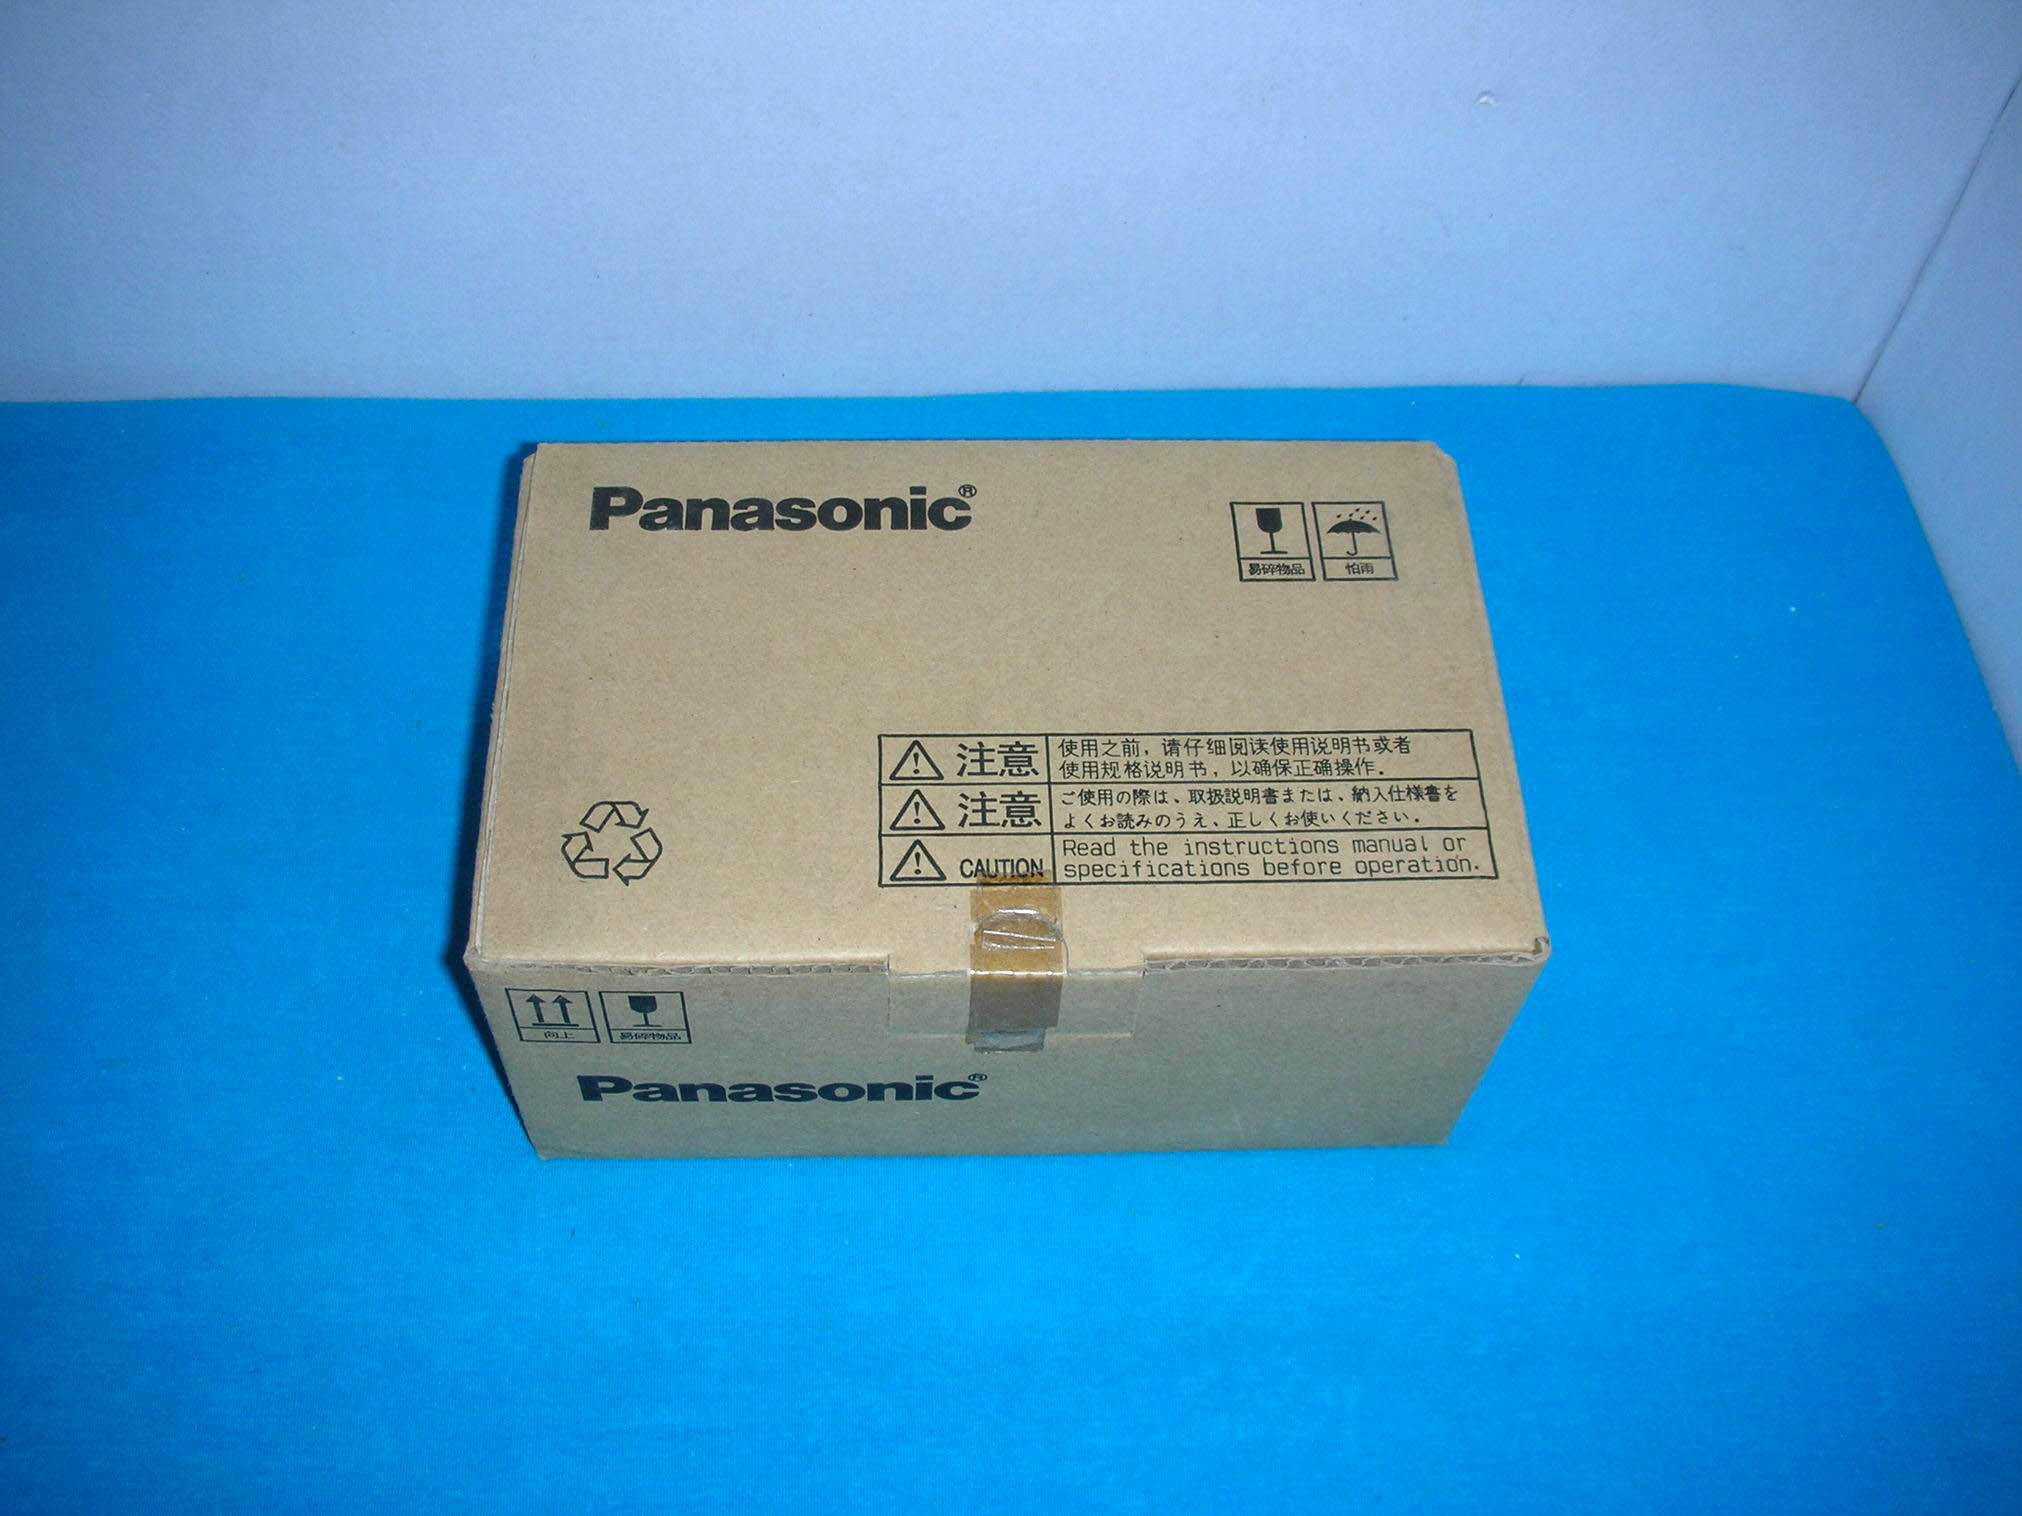 Panasonic®
易碎物品
怕雨
注意
使用之前，请仔细阅读使用说明书或者
使用规格说明书，以确保正确操作.
注意
ご使用の際は、取扱説明書または、納入仕様書を
よくお読みのうえ、正しくお使いください.
CAUTION
Read the instructions manual or
specifications before operation.
向上
易碎物品
Panasonic®